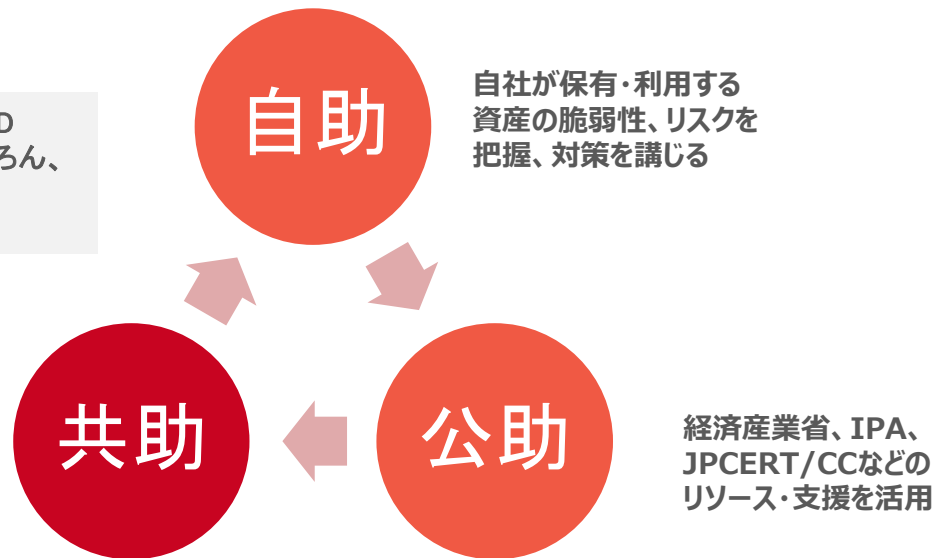 自助
自社が保有・利用する
資産の脆弱性、リスクを
把握、対策を講じる
D
ろん、
共助
公助
経済産業省、IPA、
JPCERT/CCなどの
リソース・支援を活用